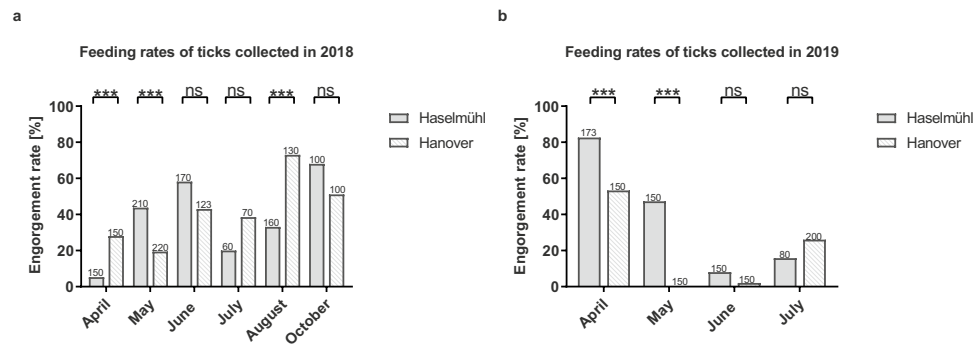 a
Feeding rates of ticks collected in 2018
*** *** ns ns *** ns
Engorgement rate [%]
100
80
60
40
20
0
150 150 210 220 170 123 60 70 160 130 100 100
April May June July August October
Haselmühl
Hanover
b
Feeding rates of ticks collected in 2019
*** *** ns ns
Engorgement rate [%]
100
80
60
40
20
0
173 150 150 150 150 150 80 200
April May June July
Haselmühl
Hanover